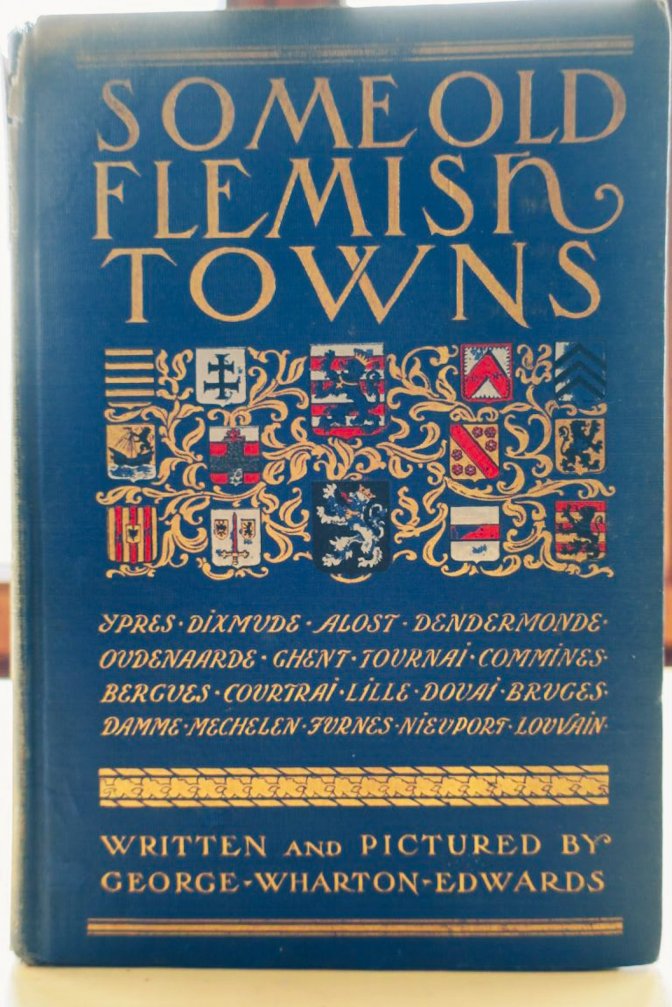 SOME OLD
FLEMISH
TOWNS
YPRES · DIXMUDE · ALOST · DENDERMONDE ·
OUDENAARDE · GHENT · TOURNAI · COMMINES ·
BERGUES · COURTRAI · LILLE · DOUAI · BRUGES ·
DAMME · MECHELEN · FURNES · NIEUPORT · LOUVAIN ·
WRITTEN AND PICTURED BY
GEORGE-WHARTON-EDWARDS